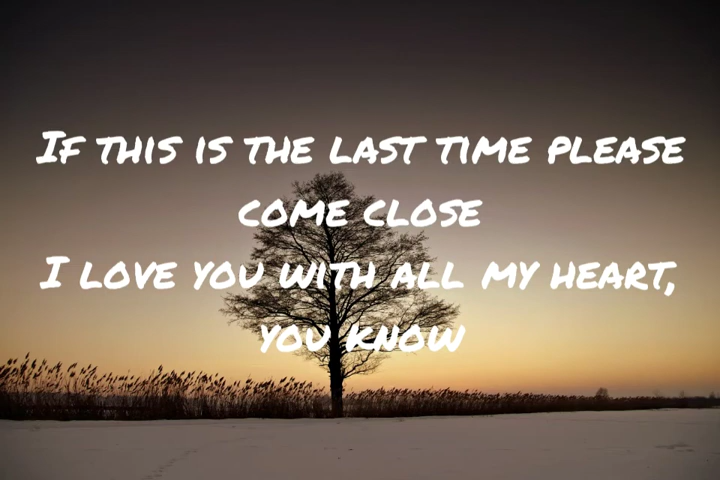 If this is the last time please
come close
I love you with all my heart,
you know